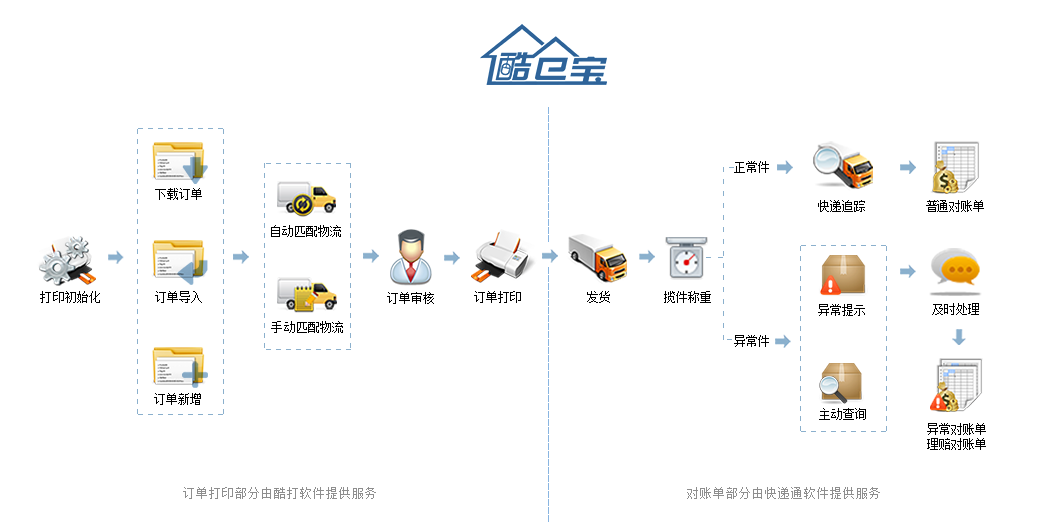 酷仓宝
打印初始化
下载订单
订单导入
订单新增
自动匹配物流
手动匹配物流
订单审核
订单打印
发货
揽件称重
正常件
快递追踪
普通对账单
异常件
异常提示
主动查询
及时处理
异常对账单
理赔对账单
订单打印部分由酷打软件提供服务
对账单部分由快递通软件提供服务